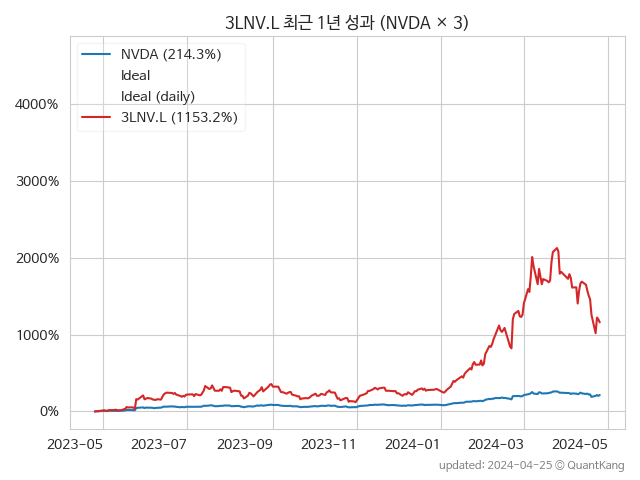 3LNV.L 최근 1년 성과 (NVDA × 3)
NVDA (214.3%)
Ideal
Ideal (daily)
3LNV.L (1153.2%)
4000%
3000%
2000%
1000%
0%
2023-05 2023-07 2023-09 2023-11 2024-01 2024-03 2024-05
updated: 2024-04-25 © QuantKang